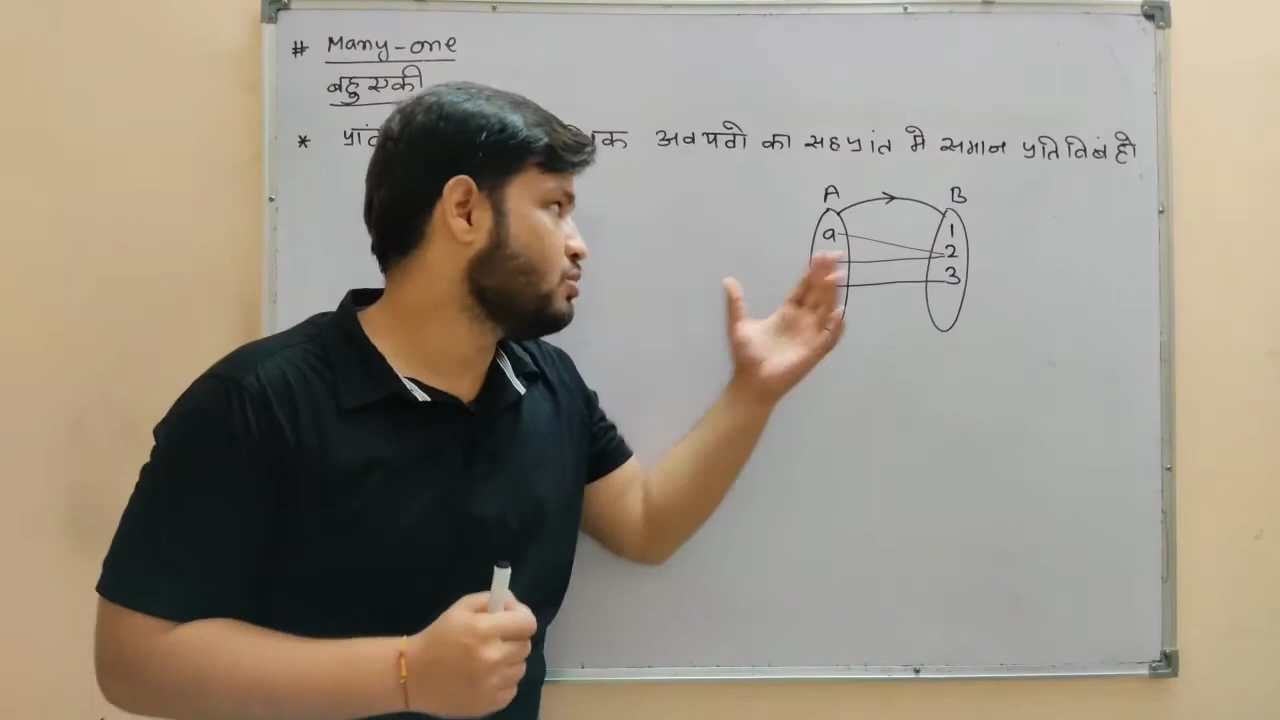 # Many-one
बहुएकी
* अवयवो का सहप्रांत मे समान प्रतिबिंब हो
A B
a 1
2
3